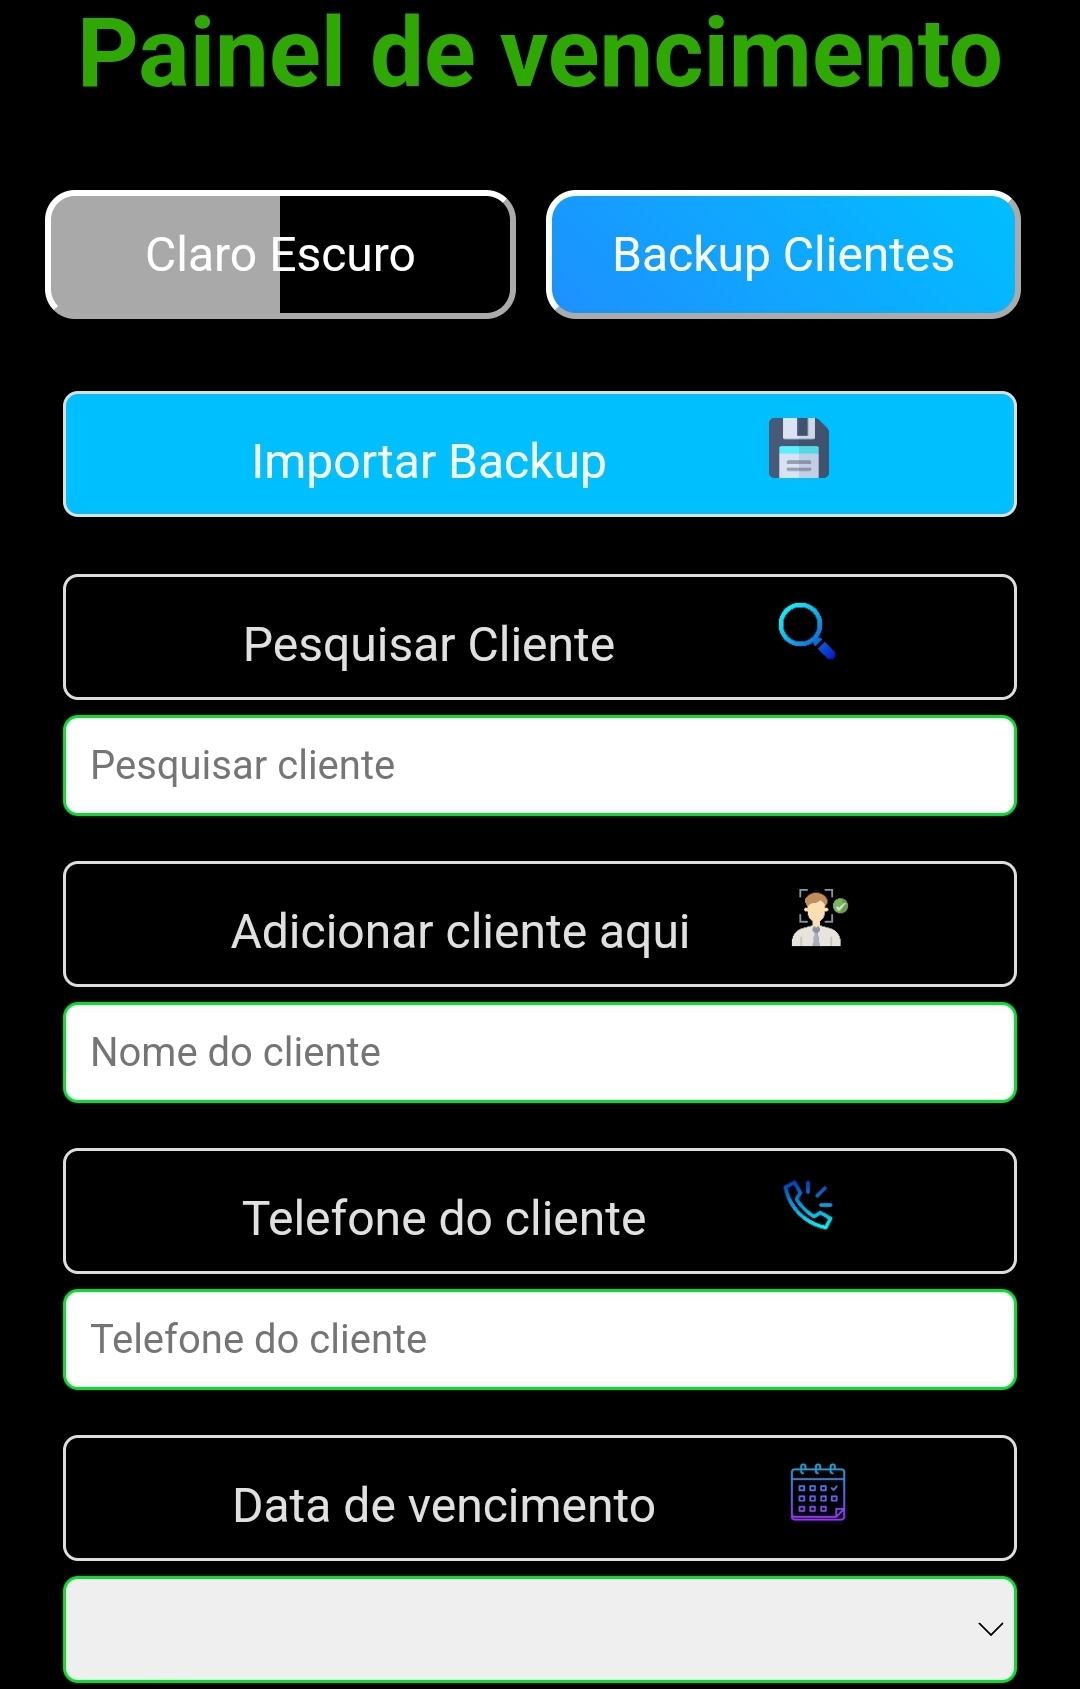 Painel de vencimento
Claro Escuro
Backup Clientes
Importar Backup
Pesquisar Cliente
Pesquisar cliente
Adicionar cliente aqui
Nome do cliente
Telefone do cliente
Telefone do cliente
Data de vencimento